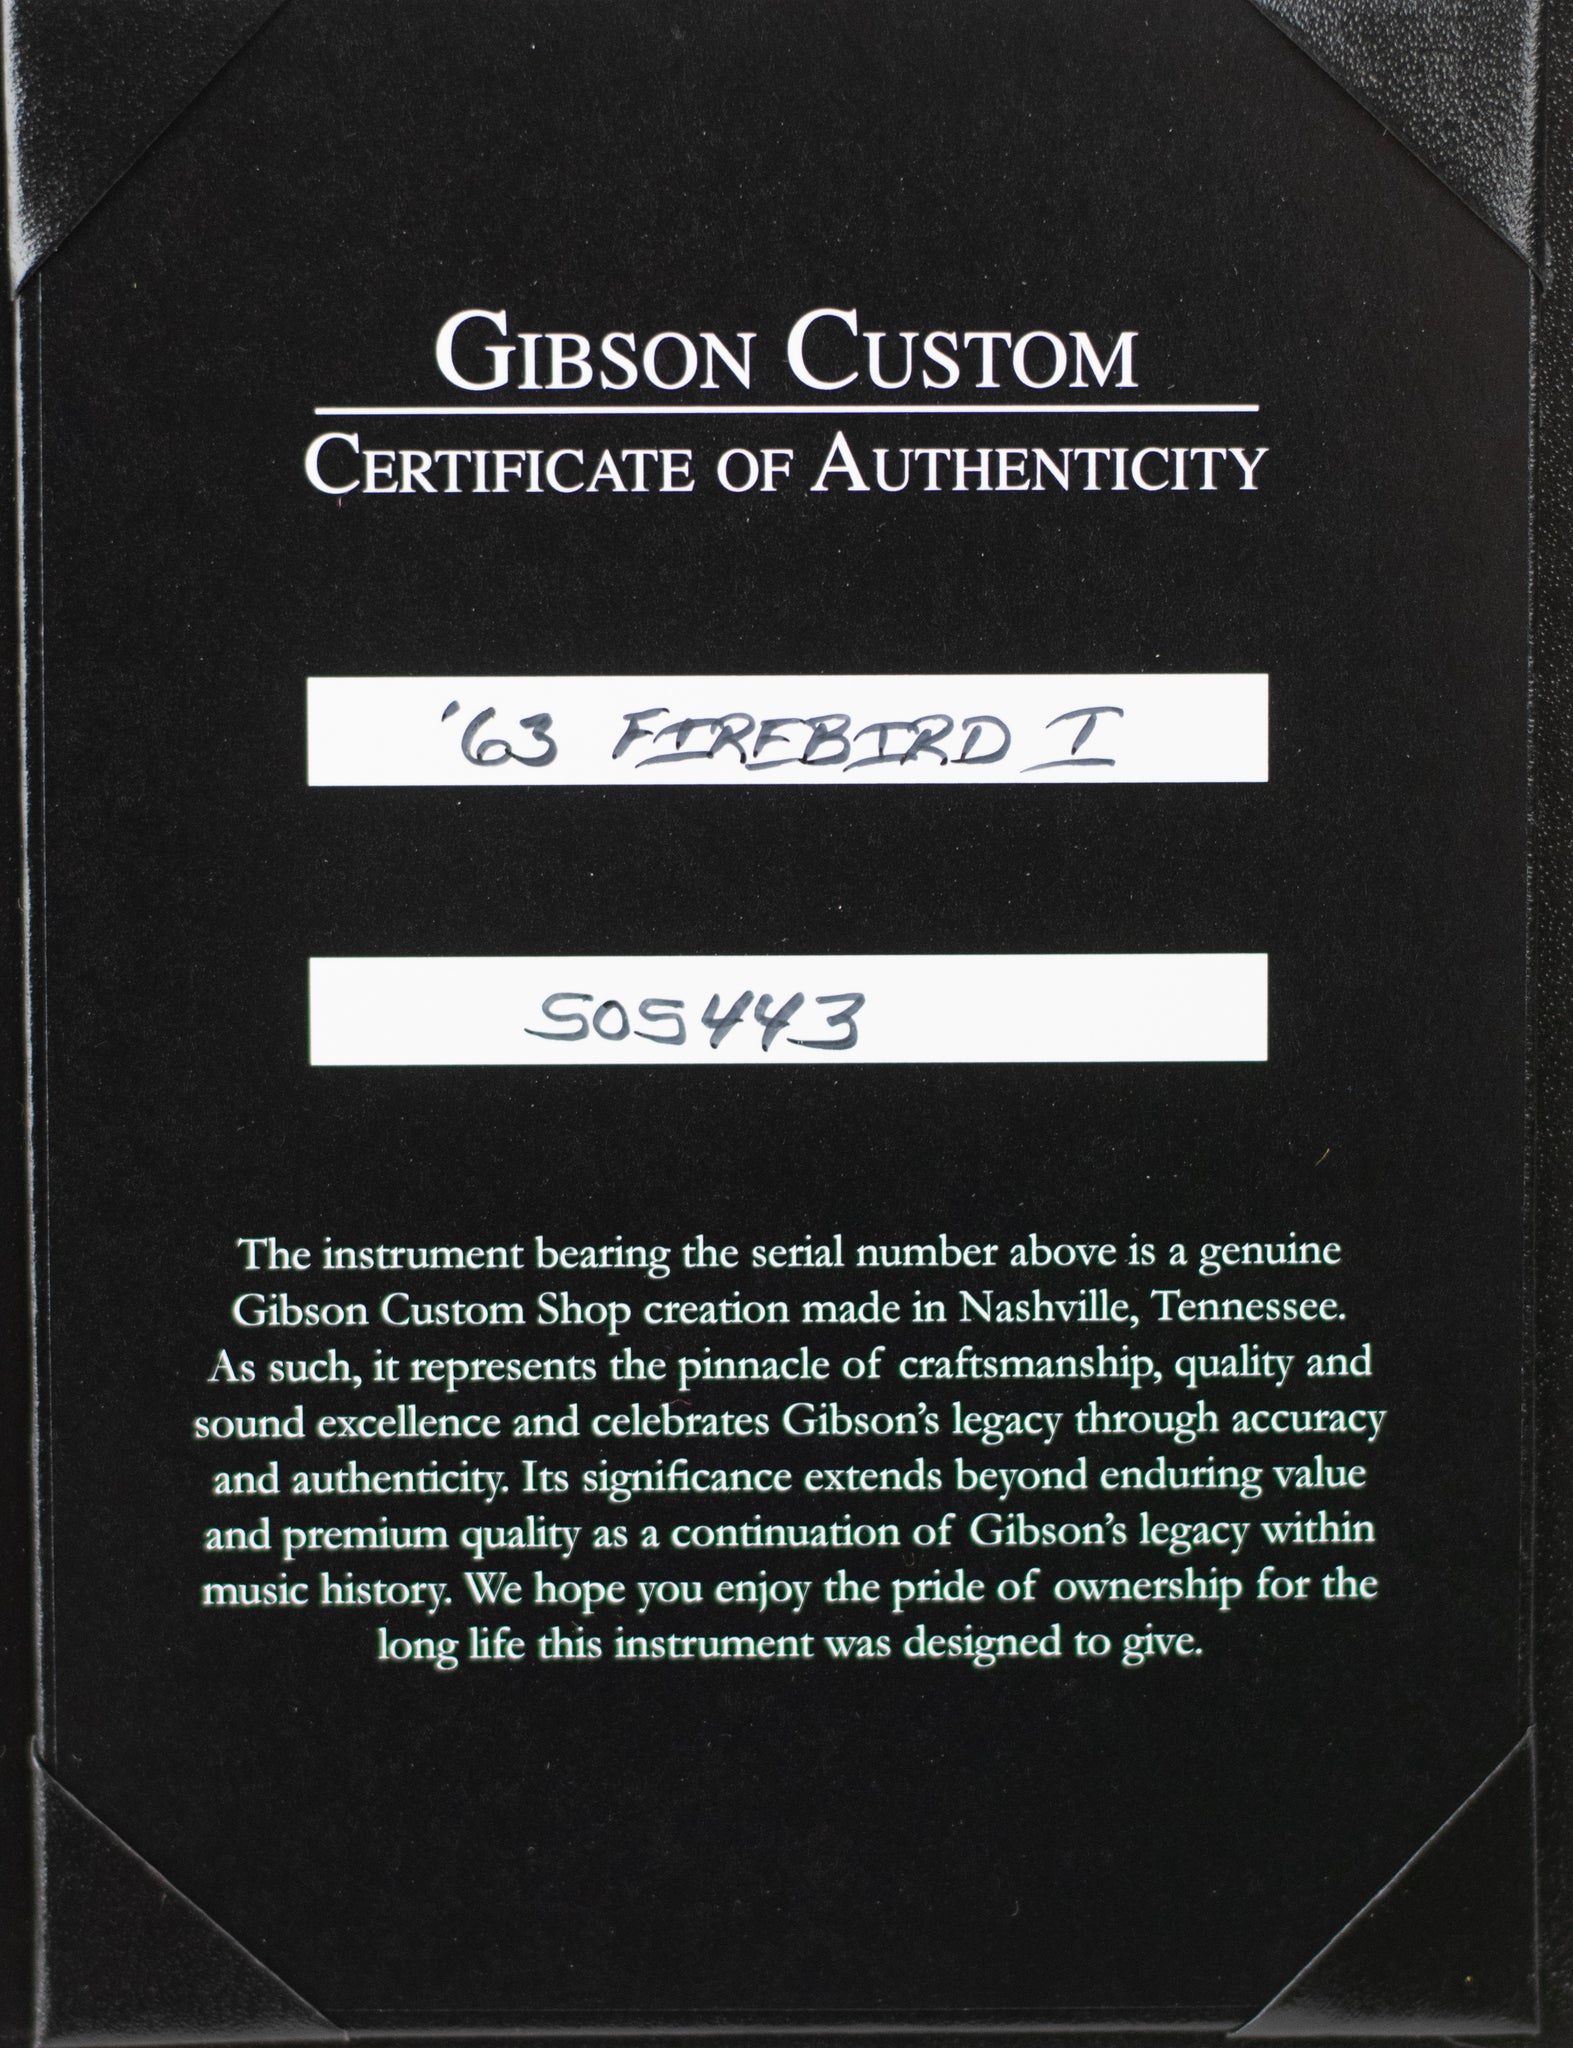 GIBSON CUSTOM
CERTIFICATE OF AUTHENTICITY
'63 FIREBIRD I
505443
The instrument bearing the serial number above is a genuine
Gibson Custom Shop creation made in Nashville, Tennessee.
As such, it represents the pinnacle of craftsmanship, quality and
sound excellence and celebrates Gibson's legacy through accuracy
and authenticity. Its significance extends beyond enduring value
and premium quality as a continuation of Gibson's legacy within
music history. We hope you enjoy the pride of ownership for the
long life this instrument was designed to give.